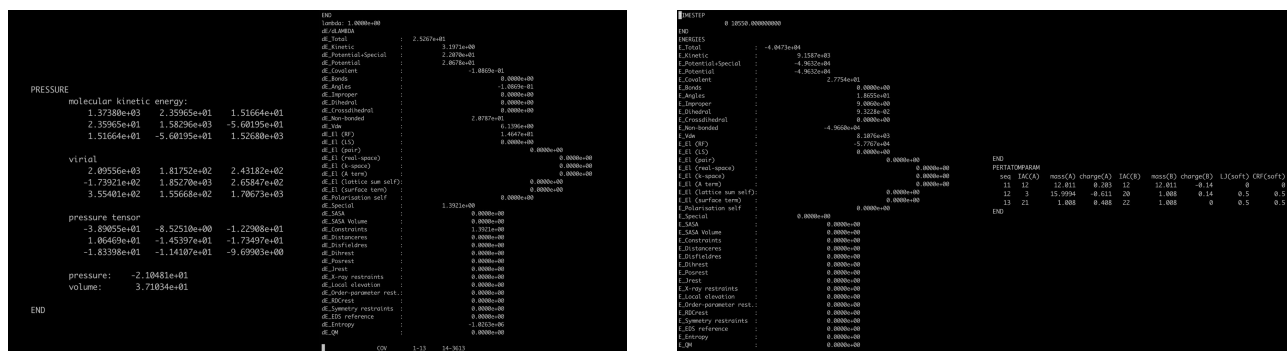 PRESSURE
molecular kinetic energy:
1.37380e+03 2.35965e+01 1.51664e+01
2.35965e+01 1.58296e+03 -5.60195e+01
1.51664e+01 -5.60195e+01 1.52680e+03
virial
2.09556e+03 1.81752e+02 2.43182e+02
-1.73921e+02 1.85270e+03 2.65847e+02
3.55401e+02 1.55668e+02 1.70673e+03
pressure tensor
-3.89055e+01 -8.52510e+00 -1.22908e+01
1.06469e+01 -1.45397e+01 -1.73497e+01
-1.83398e+01 -1.14107e+01 -9.69903e+00
pressure: -2.10481e+01
volume: 3.71034e+01
END
END
lambda: 1.0000e+00
dE/dLAMBDA
dE_Total : 2.5267e+01
dE_Kinetic : 3.1971e+00
dE_Potential+Special : 2.2070e+01
dE_Potential : 2.0678e+01
dE_Covalent : -1.0869e-01
dE_Bonds : 0.0000e+00
dE_Angles : -1.0869e-01
dE_Improper : 0.0000e+00
dE_Dihedral : 0.0000e+00
dE_Crossdihedral : 0.0000e+00
dE_Non-bonded : 2.0787e+01
dE_Vdw : 6.1396e+00
dE_El (RF) : 1.4647e+01
dE_El (LS) : 0.0000e+00
dE_El (pair) : 0.0000e+00
dE_El (real-space) : 0.0000e+00
dE_El (k-space) : 0.0000e+00
dE_El (A term) : 0.0000e+00
dE_El (lattice sum self): 0.0000e+00
dE_El (surface term) : 0.0000e+00
dE_Polarisation self : 0.0000e+00
dE_Special : 1.3921e+00
dE_SASA : 0.0000e+00
dE_SASA Volume : 0.0000e+00
dE_Constraints : 1.3921e+00
dE_Distanceres : 0.0000e+00
dE_Disfieldres : 0.0000e+00
dE_Dihrest : 0.0000e+00
dE_Posrest : 0.0000e+00
dE_Jrest : 0.0000e+00
dE_X-ray restraints : 0.0000e+00
dE_Local elevation : 0.0000e+00
dE_Order-parameter rest.: 0.0000e+00
dE_RDCrest : 0.0000e+00
dE_Symmetry restraints : 0.0000e+00
dE_EDS reference : 0.0000e+00
dE_Entropy : -1.0263e+06
dE_QM : 0.0000e+00
COV 1-13 14-3613
TIMESTEP
0 10550.000000000
END
ENERGIES
E_Total : -4.0473e+04
E_Kinetic : 9.1587e+03
E_Potential+Special : -4.9632e+04
E_Potential : -4.9632e+04
E_Covalent : 2.7754e+01
E_Bonds : 0.0000e+00
E_Angles : 1.8655e+01
E_Improper : 9.0060e+00
E_Dihedral : 9.3228e-02
E_Crossdihedral : 0.0000e+00
E_Non-bonded : -4.9660e+04
E_Vdw : 8.1076e+03
E_El (RF) : -5.7767e+04
E_El (LS) : 0.0000e+00
E_El (pair) : 0.0000e+00
E_El (real-space) : 0.0000e+00
E_El (k-space) : 0.0000e+00
E_El (A term) : 0.0000e+00
E_El (lattice sum self): 0.0000e+00
E_El (surface term) : 0.0000e+00
E_Polarisation self : 0.0000e+00
E_Special : 0.0000e+00
E_SASA : 0.0000e+00
E_SASA Volume : 0.0000e+00
E_Constraints : 0.0000e+00
E_Distanceres : 0.0000e+00
E_Disfieldres : 0.0000e+00
E_Dihrest : 0.0000e+00
E_Posrest : 0.0000e+00
E_Jrest : 0.0000e+00
E_X-ray restraints : 0.0000e+00
E_Local elevation : 0.0000e+00
E_Order-parameter rest.: 0.0000e+00
E_RDCrest : 0.0000e+00
E_Symmetry restraints : 0.0000e+00
E_EDS reference : 0.0000e+00
E_Entropy : 0.0000e+00
E_QM : 0.0000e+00
END
PERTATOMPARAM
seq IAC(A) mass(A) charge(A) IAC(B) mass(B) charge(B) LJ(soft) CRF(soft)
11 12 12.011 0.203 12 12.011 -0.14 0 0
12 3 15.9994 -0.611 20 1.008 0.14 0.5 0.5
13 21 1.008 0.408 22 1.008 0 0.5 0.5
END